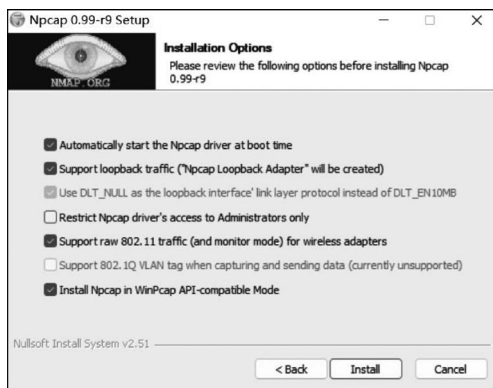 Npcap 0.99-r9 Setup
NMAP.ORG
Installation Options
Please review the following options before installing Npcap
0.99-r9
Automatically start the Npcap driver at boot time
Support loopback traffic ("Npcap Loopback Adapter" will be created)
Use DLT_NULL as the loopback interface' link layer protocol instead of DLT_EN10MB
Restrict Npcap driver's access to Administrators only
Support raw 802.11 traffic (and monitor mode) for wireless adapters
Support 802.1Q VLAN tag when capturing and sending data (currently unsupported)
Install Npcap in WinPcap API-compatible Mode
Nullsoft Install System v2.51
< Back
Install
Cancel